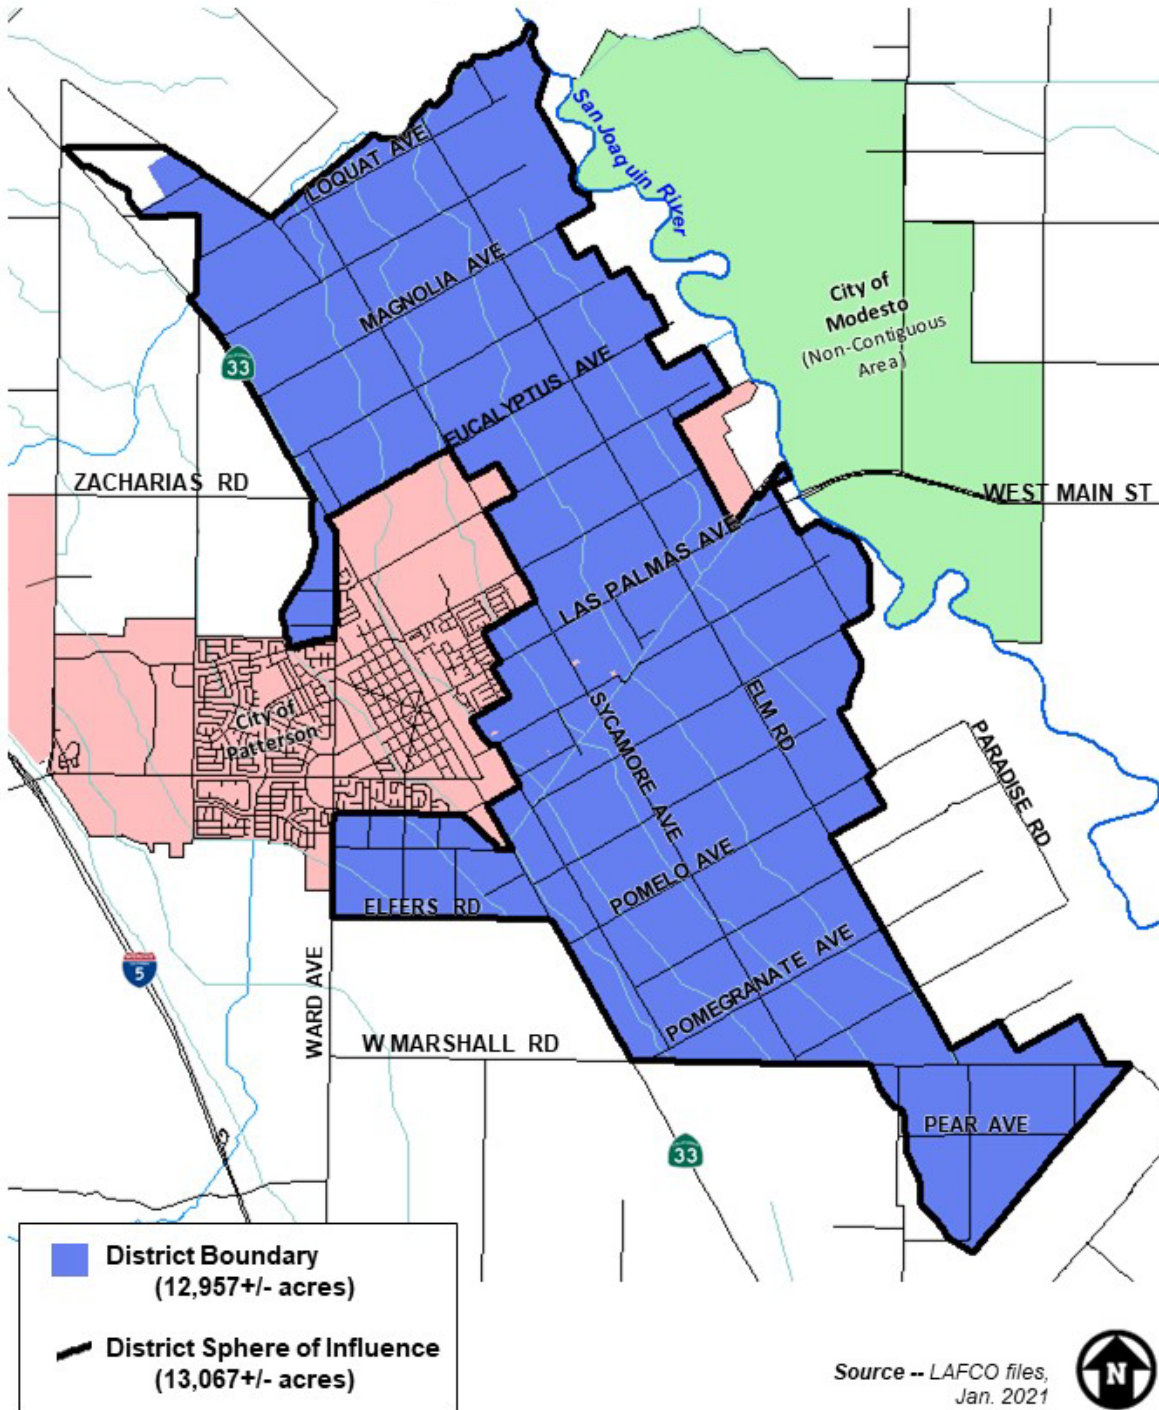 San Joaquin River
LOQUAT AVE
MAGNOLIA AVE
City of
Modesto
(Non-Contiguous
Area)
33
EUCALYPTUS AVE
ZACHARIAS RD
WEST MAIN ST
LAS PALMAS AVE
City of
Patterson
SYCAMORE AVE
ELM RD
PARADISE RD
POMELO AVE
ELFERS RD
5
WARD AVE
POMEGRANATE AVE
W MARSHALL RD
PEAR AVE
33
District Boundary
(12,957+/- acres)
District Sphere of Influence
(13,067+/- acres)
Source -- LAFCO files,
Jan. 2021
N